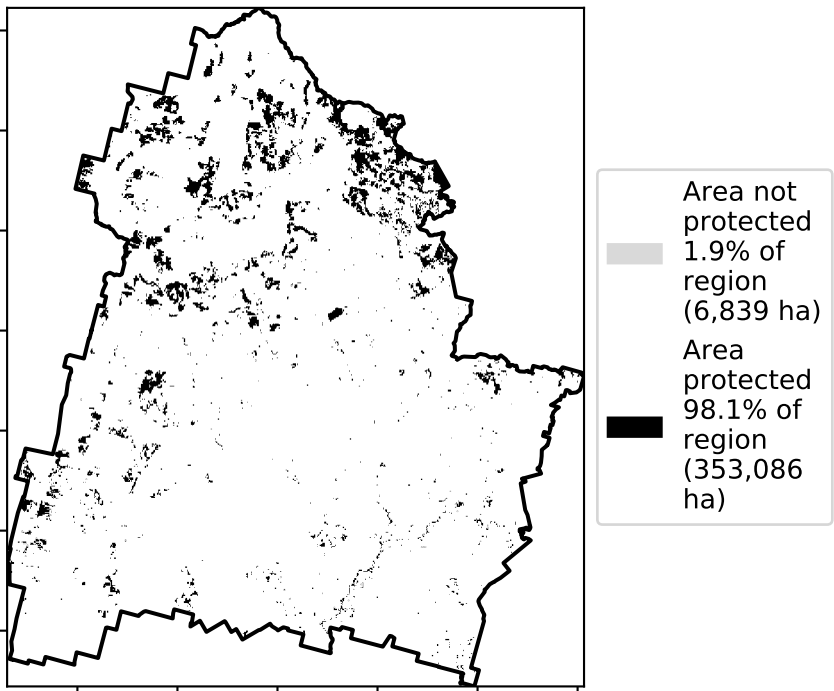 Area not
protected
1.9% of
region
(6,839 ha)
Area
protected
98.1% of
region
(353,086
ha)